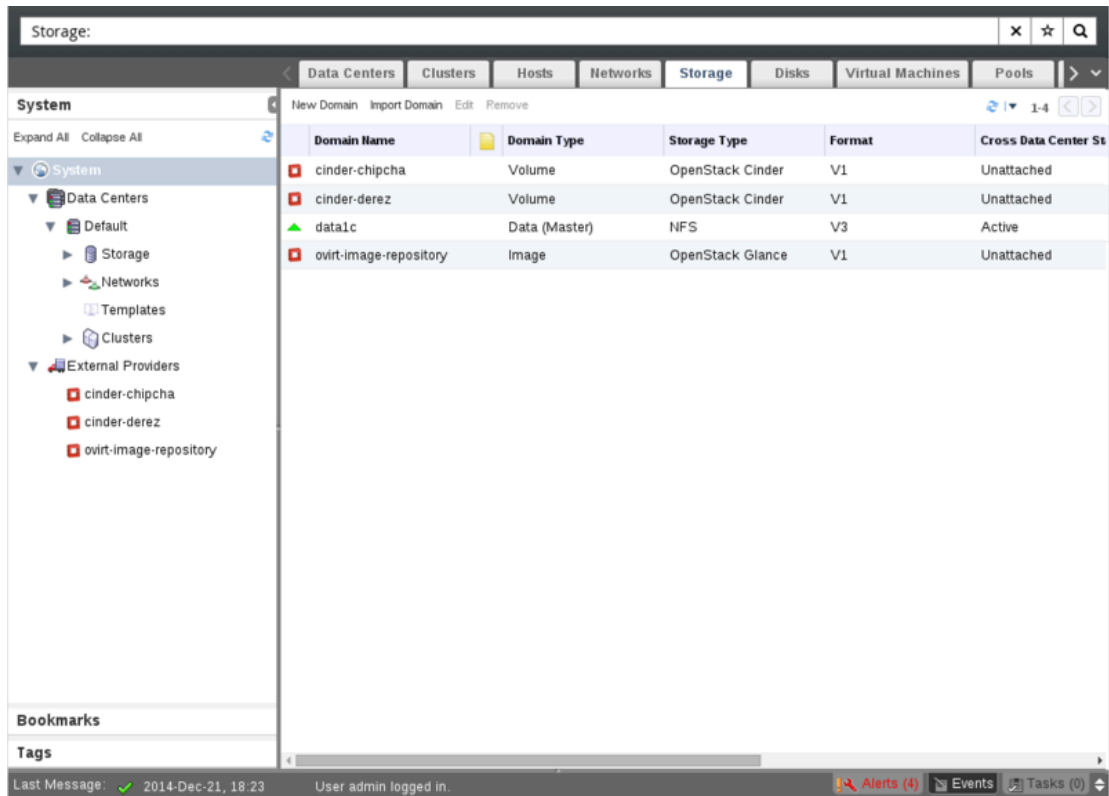 Storage:
Data Centers Clusters Hosts Networks Storage Disks Virtual Machines Pools
System
New Domain Import Domain Edit Remove 1-4
Expand All Collapse All
Domain Name Domain Type Storage Type Format Cross Data Center St
System
cinder-chipcha Volume OpenStack Cinder V1 Unattached
Data Centers
cinder-derez Volume OpenStack Cinder V1 Unattached
Default
data1c Data (Master) NFS V3 Active
Storage
ovirt-image-repository Image OpenStack Glance V1 Unattached
Networks
Templates
Clusters
External Providers
cinder-chipcha
cinder-derez
ovirt-image-repository
Bookmarks
Tags
Last Message: 2014-Dec-21, 18:23 User admin logged in. Alerts (4) Events Tasks (0)